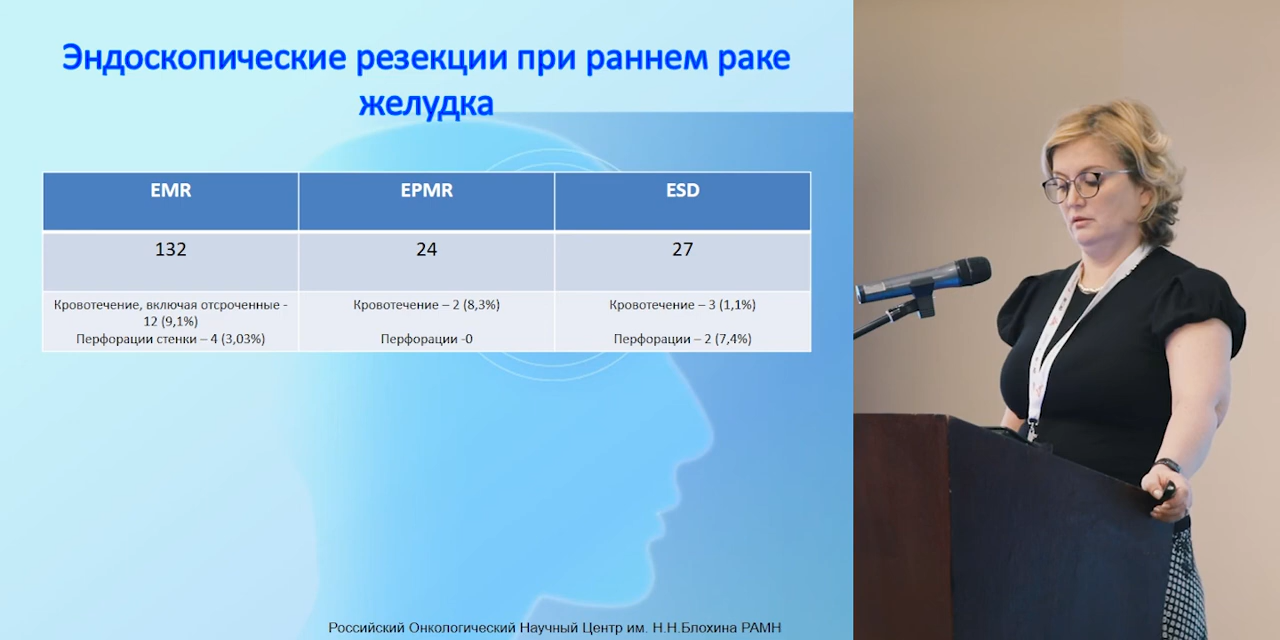 Эндоскопические резекции при раннем раке
желудка
EMR
EPMR
ESD
132
24
27
Кровотечение, включая отсроченные -
12 (9,1%)
Перфорации стенки – 4 (3,03%)
Кровотечение – 2 (8,3%)
Перфорации -0
Кровотечение – 3 (1,1%)
Перфорации – 2 (7,4%)
Российский Онкологический Научный Центр им. Н.Н.Блохина РАМН